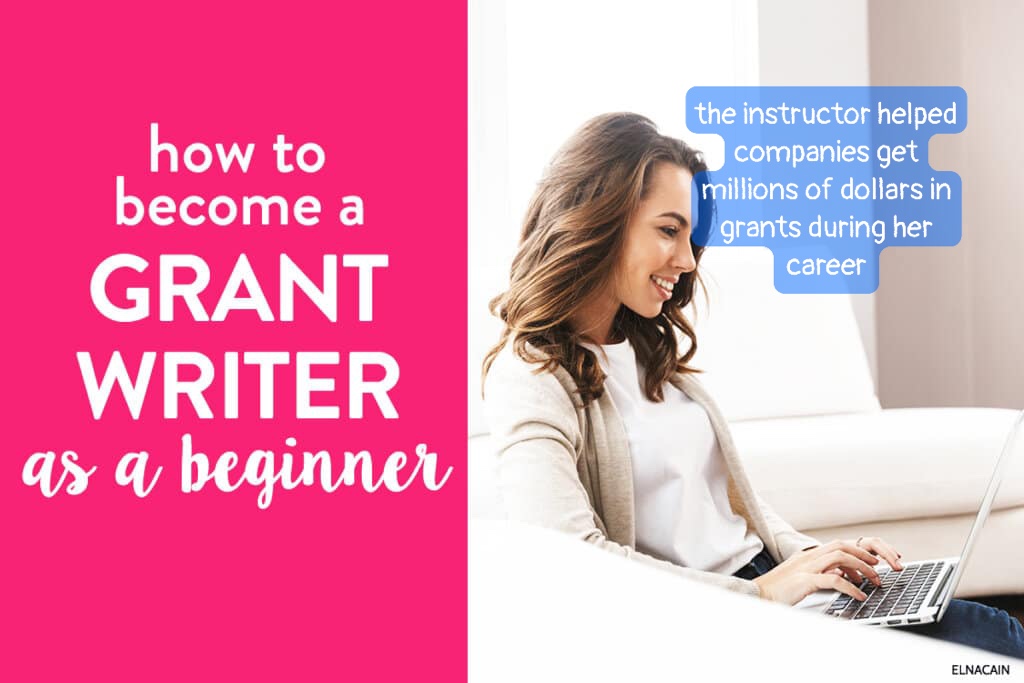 how to
become a
GRANT
WRITER
as a beginner
the instructor helped
companies get
millions of dollars in
grants during her
career
ELNACAIN